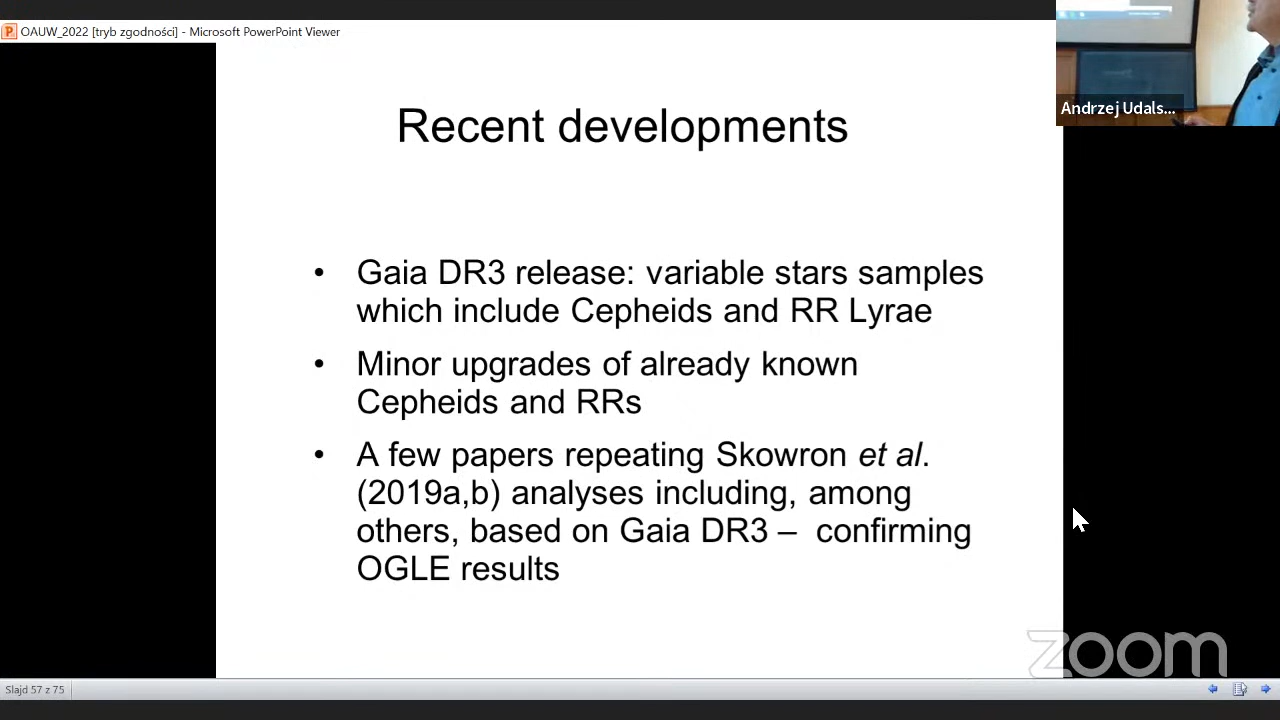 OAUW_2022 [tryb zgodności] - Microsoft PowerPoint Viewer
Andrzej Udals...
Recent developments
• Gaia DR3 release: variable stars samples
which include Cepheids and RR Lyrae
• Minor upgrades of already known
Cepheids and RRs
• A few papers repeating Skowron et al.
(2019a,b) analyses including, among
others, based on Gaia DR3 – confirming
OGLE results
zoom
Slajd 57 z 75